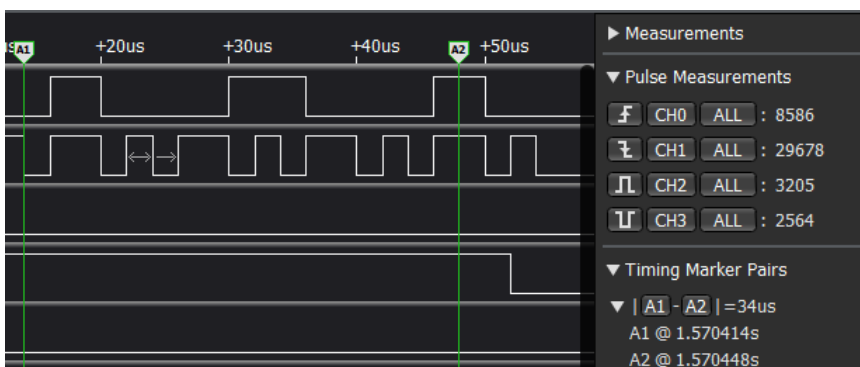 us A1 +20us +30us +40us A2 +50us
Measurements
Pulse Measurements
CH0 ALL : 8586
CH1 ALL : 29678
CH2 ALL : 3205
CH3 ALL : 2564
Timing Marker Pairs
| A1 - A2 | =34us
A1 @ 1.570414s
A2 @ 1.570448s